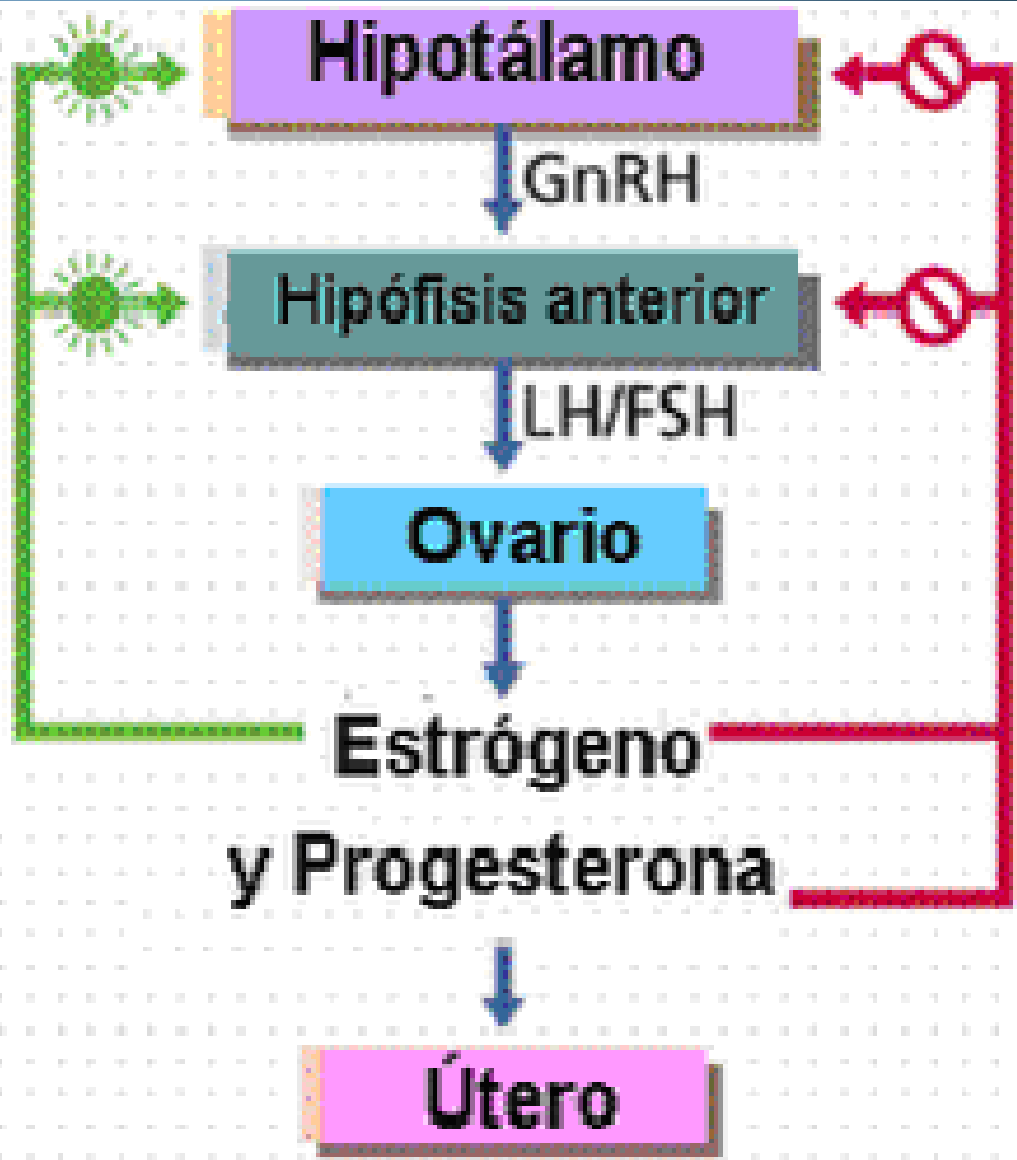 Hipotálamo
GnRH
Hipófisis anterior
LH/FSH
Ovario
Estrógeno
y Progesterona
Útero